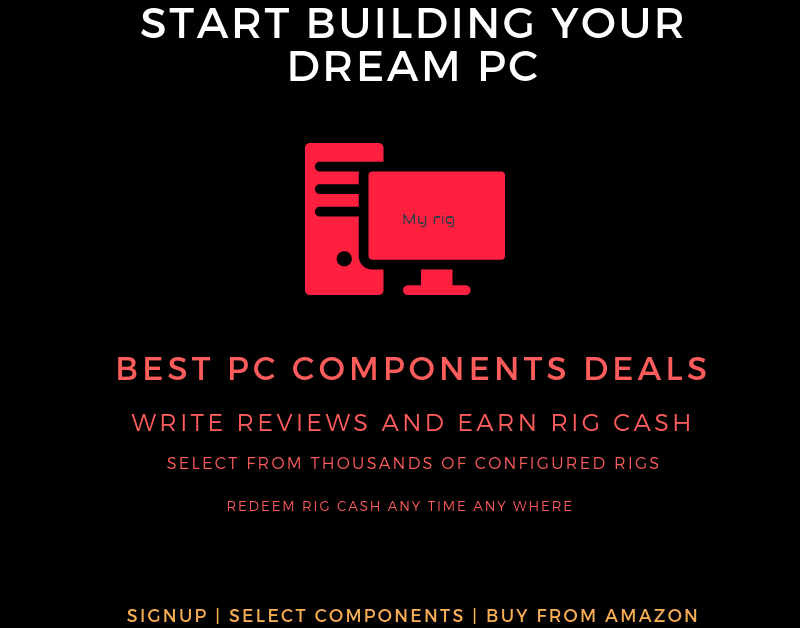 START BUILDING YOUR
DREAM PC
My rig
BEST PC COMPONENTS DEALS
WRITE REVIEWS AND EARN RIG CASH
SELECT FROM THOUSANDS OF CONFIGURED RIGS
REDEEM RIG CASH ANY TIME ANY WHERE
SIGNUP | SELECT COMPONENTS | BUY FROM AMAZON